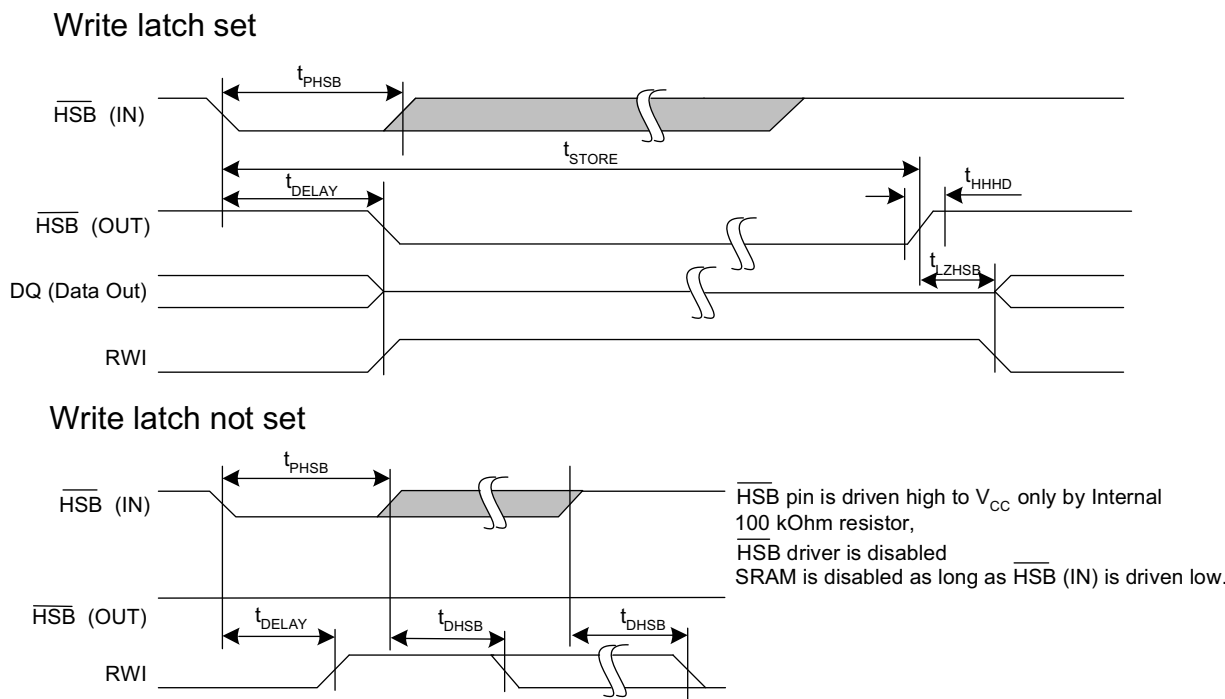 Write latch set
tPHSB
HSB (IN)
tSTORE
tHHHD
tDELAY
HSB (OUT)
tLZHSB
DQ (Data Out)
RWI
Write latch not set
tPHSB
HSB (IN)
HSB pin is driven high to VCC only by Internal
100 kOhm resistor,
HSB driver is disabled
SRAM is disabled as long as HSB (IN) is driven low.
HSB (OUT)
tDELAY
tDHSB
tDHSB
RWI